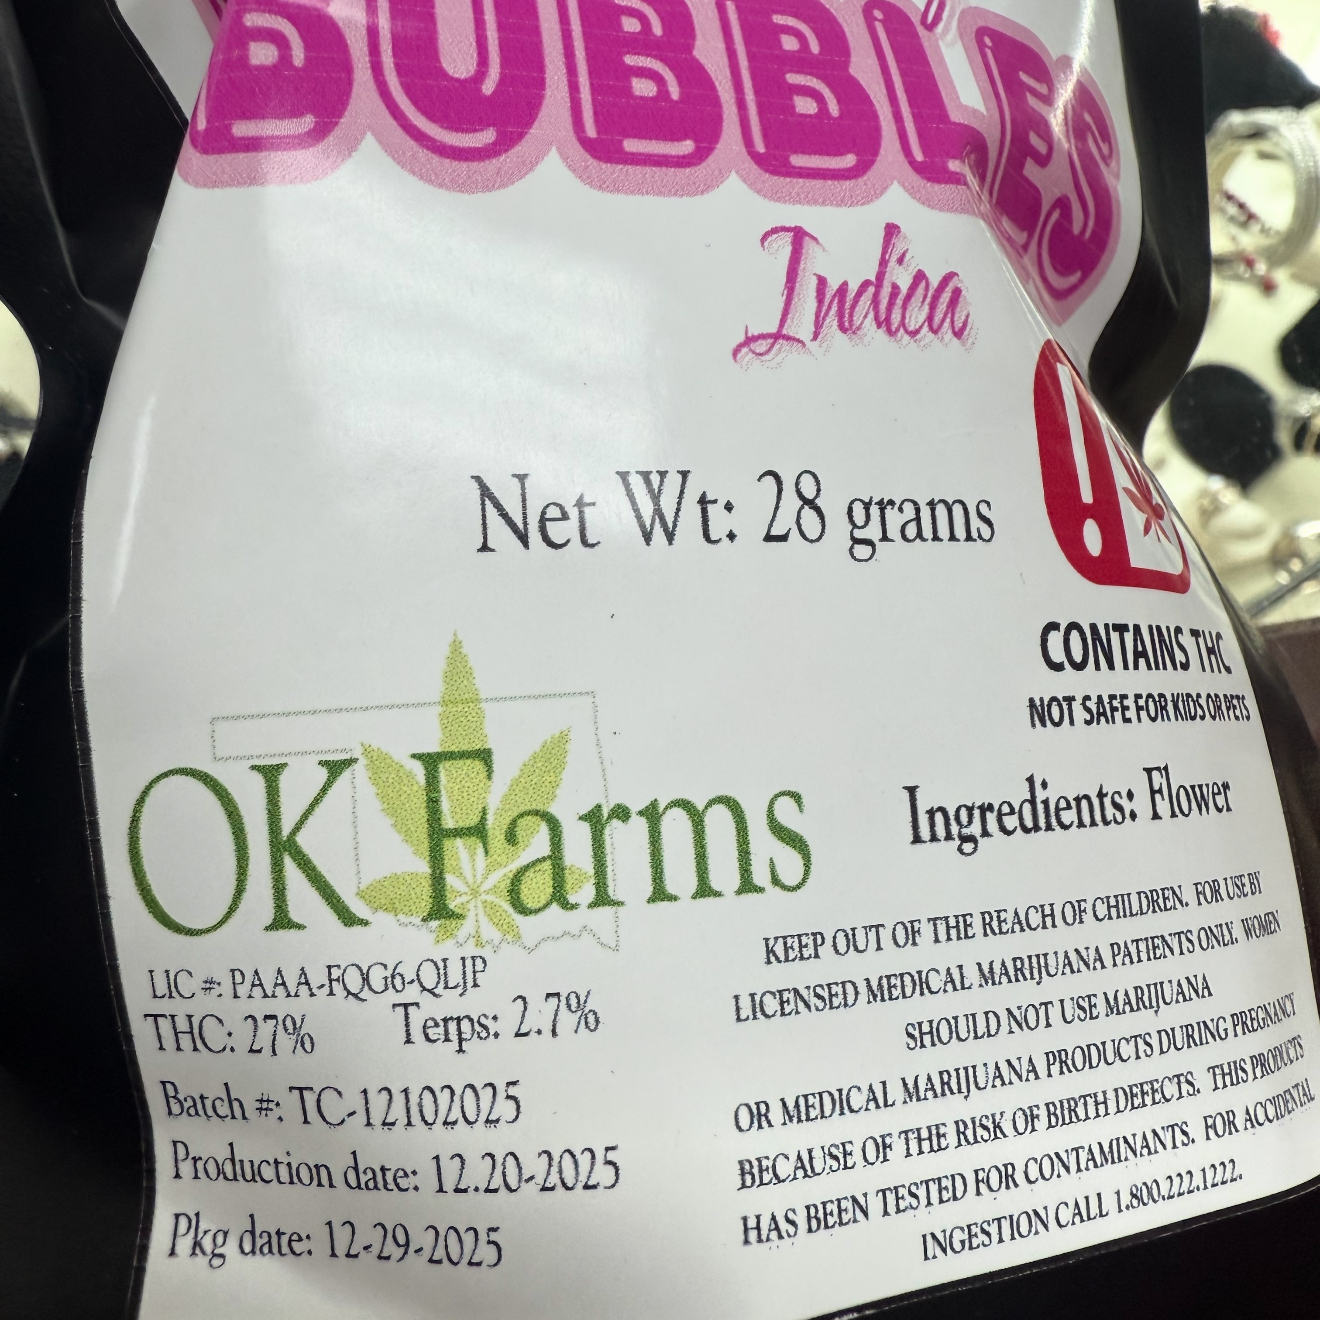 BUBBLES
Indica
Net Wt: 28 grams
CONTAINS THC
NOT SAFE FOR KIDS OR PETS
OK Farms
Ingredients: Flower
LIC #: PAAA-FQG6-QLJP
THC: 27% Terps: 2.7%
Batch #: TC-12102025
Production date: 12.20-2025
Pkg date: 12-29-2025
KEEP OUT OF THE REACH OF CHILDREN. FOR USE BY
LICENSED MEDICAL MARIJUANA PATIENTS ONLY. WOMEN
SHOULD NOT USE MARIJUANA
OR MEDICAL MARIJUANA PRODUCTS DURING PREGNANCY
BECAUSE OF THE RISK OF BIRTH DEFECTS. THIS PRODUCTS
HAS BEEN TESTED FOR CONTAMINANTS. FOR ACCIDENTAL
INGESTION CALL 1.800.222.1222.